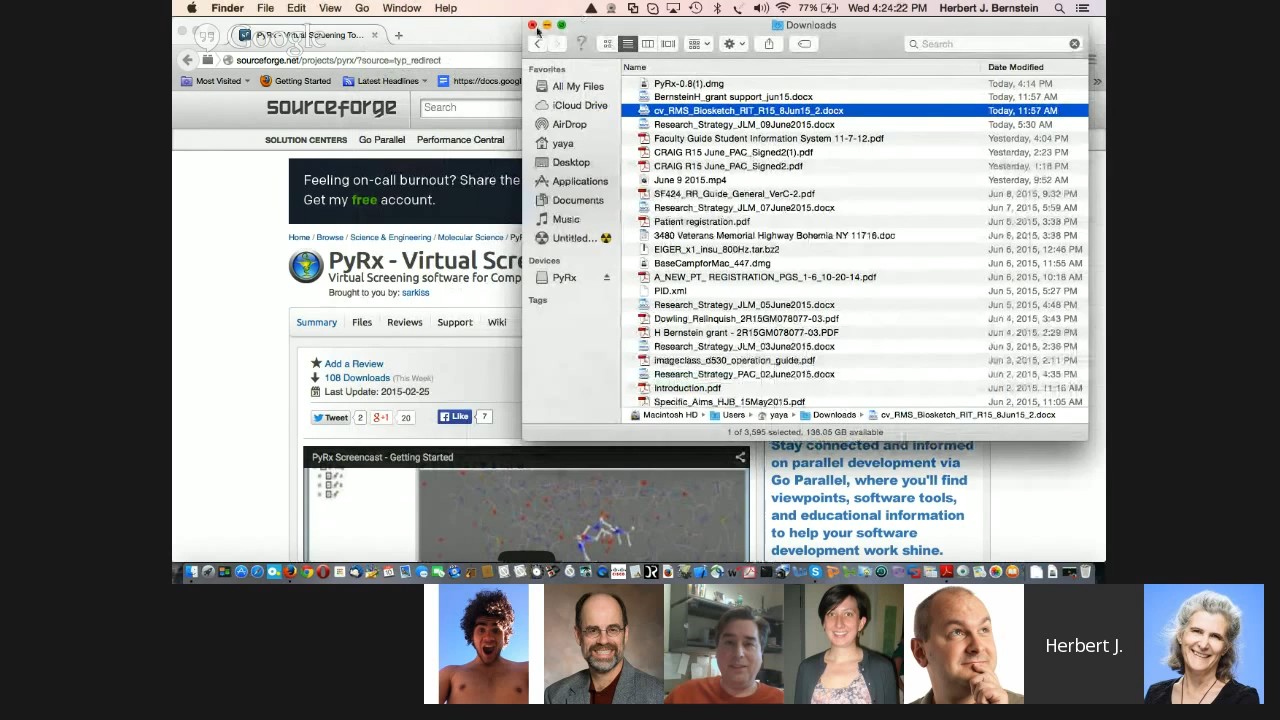 Finder File Edit View Go Window Help 77% Wed 4:24:22 PM Herbert J. Bernstein
Google
PyRx - Virtual Screening To...
sourceforge.net/projects/pyrx/?source=typ_redirect
Most Visited Getting Started Latest Headlines https://docs.goog
sourceforge Search
SOLUTION CENTERS Go Parallel Performance Central
Feeling on-call burnout? Share the
Get my free account.
Home / Browse / Science & Engineering / Molecular Science / PyR
PyRx - Virtual Scre
Virtual Screening software for Comp
Brought to you by: sarkiss
Summary Files Reviews Support Wiki
Add a Review
108 Downloads (This Week)
Last Update: 2015-02-25
Tweet 2 g+1 20 Like 7
PyRx Screencast - Getting Started
Downloads
Search
Favorites
All My Files
iCloud Drive
AirDrop
yaya
Desktop
Applications
Documents
Music
Untitled...
Devices
PyRx
Tags
Name Date Modified
PyRx-0.8(1).dmg Today, 4:14 PM
BernsteinH_grant support_jun15.docx Today, 11:57 AM
cv_RMS_Biosketch_RIT_R15_8Jun15_2.docx Today, 11:57 AM
Research_Strategy_JLM_09June2015.docx Today, 5:30 AM
Faculty Guide Student Information System 11-7-12.pdf Yesterday, 4:04 PM
CRAIG R15 June_PAC_Signed2(1).pdf Yesterday, 2:23 PM
CRAIG R15 June_PAC_Signed2.pdf Yesterday, 1:18 PM
June 9 2015.mp4 Yesterday, 9:52 AM
SF424_RR_Guide_General_VerC-2.pdf Jun 8, 2015, 9:32 PM
Research_Strategy_JLM_07June2015.docx Jun 7, 2015, 5:59 AM
Patient registration.pdf Jun 6, 2015, 3:38 PM
3480 Veterans Memorial Highway Bohemia NY 11716.doc Jun 6, 2015, 3:36 PM
EIGER_x1_insu_800Hz.tar.bz2 Jun 6, 2015, 12:46 PM
BaseCampforMac_447.dmg Jun 6, 2015, 11:55 AM
A_NEW_PT_ REGISTRATION_PGS_1-6_10-20-14.pdf Jun 6, 2015, 10:18 AM
PID.xml Jun 5, 2015, 5:27 PM
Research_Strategy_JLM_05June2015.docx Jun 5, 2015, 4:48 PM
Dowling_Relinquish_2R15GM078077-03.pdf Jun 4, 2015, 3:43 PM
H Bernstein grant - 2R15GM078077-03.PDF Jun 4, 2015, 2:29 PM
Research_Strategy_JLM_03June2015.docx Jun 3, 2015, 2:36 PM
imageclass_d530_operation_guide.pdf Jun 3, 2015, 2:11 PM
Research_Strategy_PAC_02June2015.docx Jun 2, 2015, 4:35 PM
Introduction.pdf Jun 2, 2015, 11:16 AM
Specific_Aims_HJB_15May2015.pdf Jun 2, 2015, 11:05 AM
Macintosh HD Users yaya Downloads cv_RMS_Biosketch_RIT_R15_8Jun15_2.docx
1 of 3,595 selected, 136.05 GB available
Stay connected and informed
on parallel development via
Go Parallel, where you'll find
viewpoints, software tools,
and educational information
to help your software
development work shine.
Herbert J.